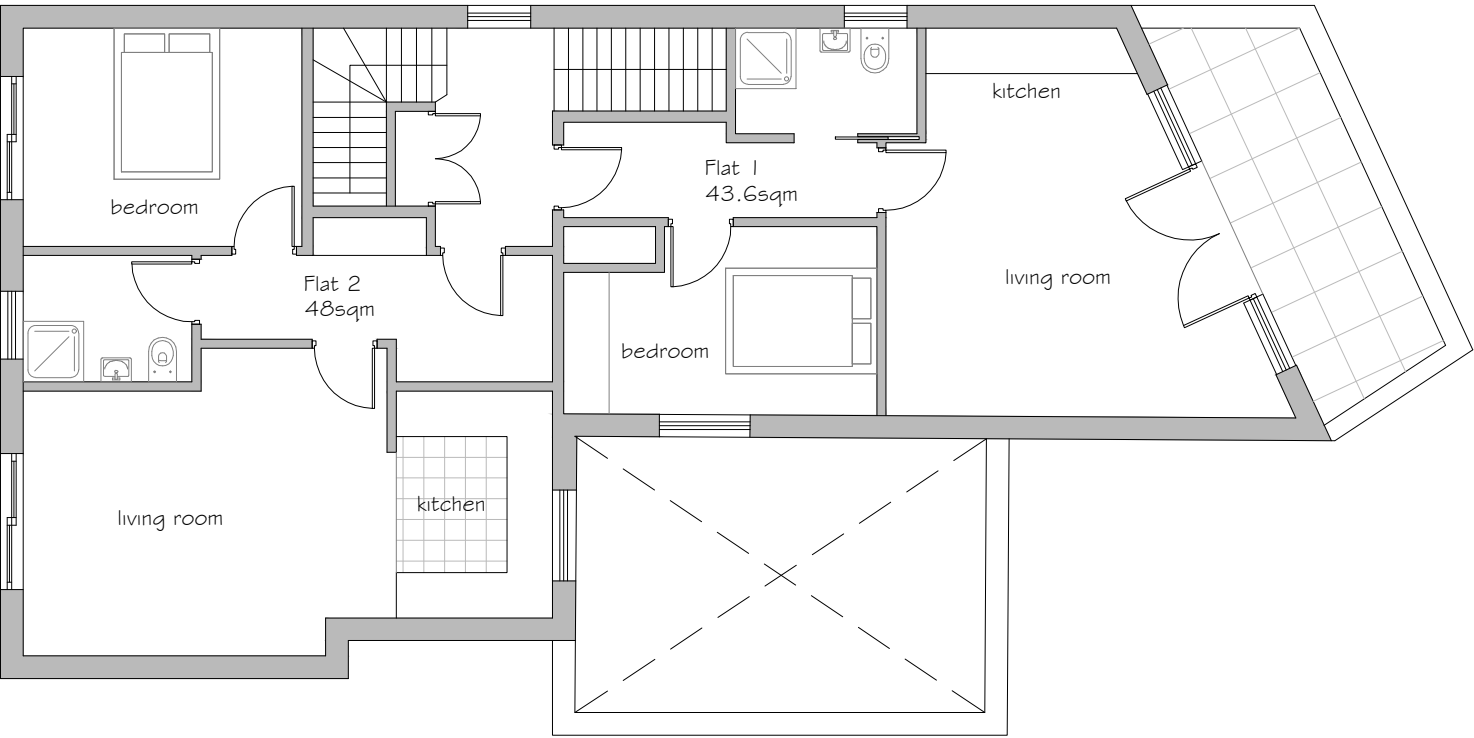 kitchen
Flat 1
43.6sqm
bedroom
living room
Flat 2
48sqm
bedroom
kitchen
living room